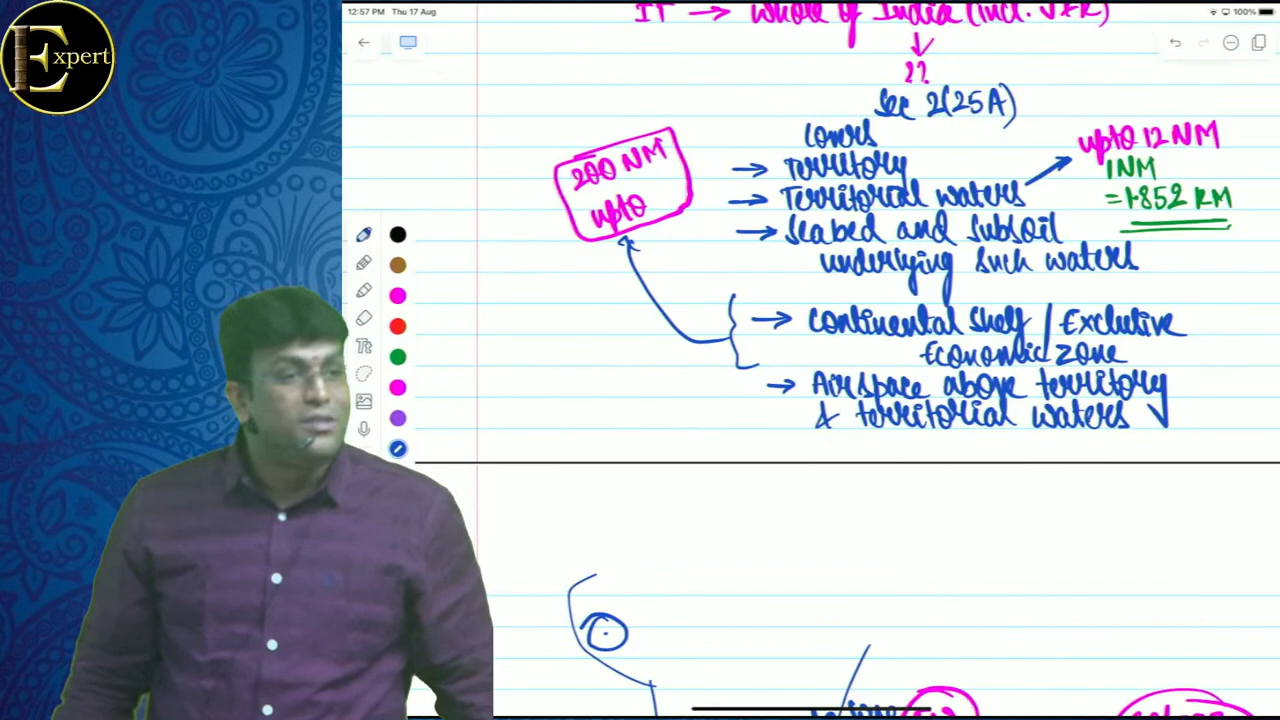 12:57 PM Thu 17 Aug
100%
Expert
IT → Whole of India (incl. J&K)
??
Sec 2(25A)
Covers
→ Territory
→ Territorial waters
→ Seabed and subsoil
underlying such waters
→ Continental shelf / Exclusive
Economic zone
→ Airspace above territory
& territorial waters
upto 12 NM
1NM
= 1.852 KM
200 NM
upto
Tt